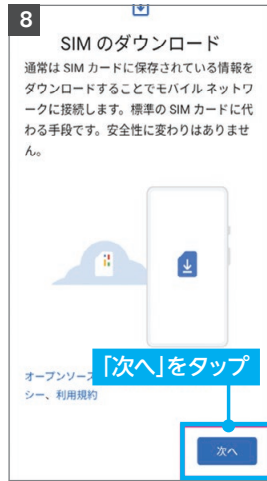 8
SIM のダウンロード
通常は SIM カードに保存されている情報を
ダウンロードすることでモバイル ネットワ
ークに接続します。標準の SIM カードに代
わる手段です。安全性に変わりはありませ
ん。
オープンソース
シー、利用規約
「次へ」をタップ
次へ